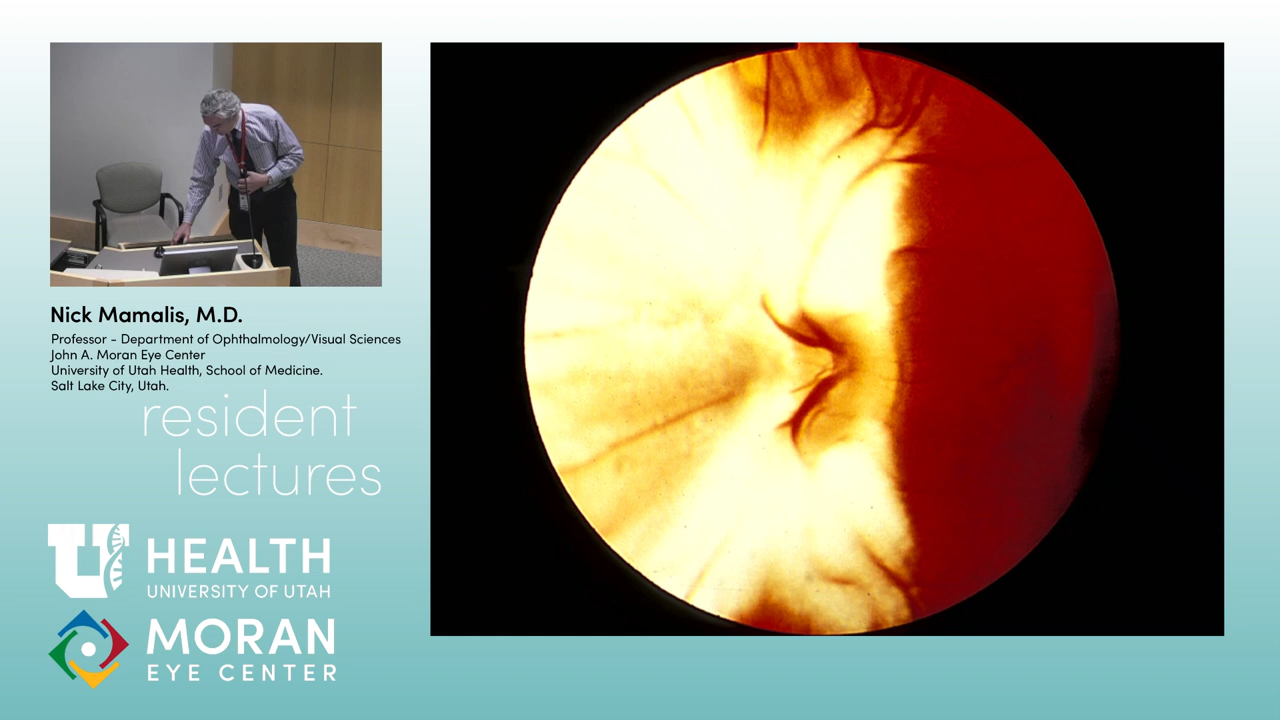 Nick Mamalis, M.D.
Professor - Department of Ophthalmology/Visual Sciences
John A. Moran Eye Center
University of Utah Health, School of Medicine.
Salt Lake City, Utah.
resident
lectures
U HEALTH
UNIVERSITY OF UTAH
MORAN
EYE CENTER